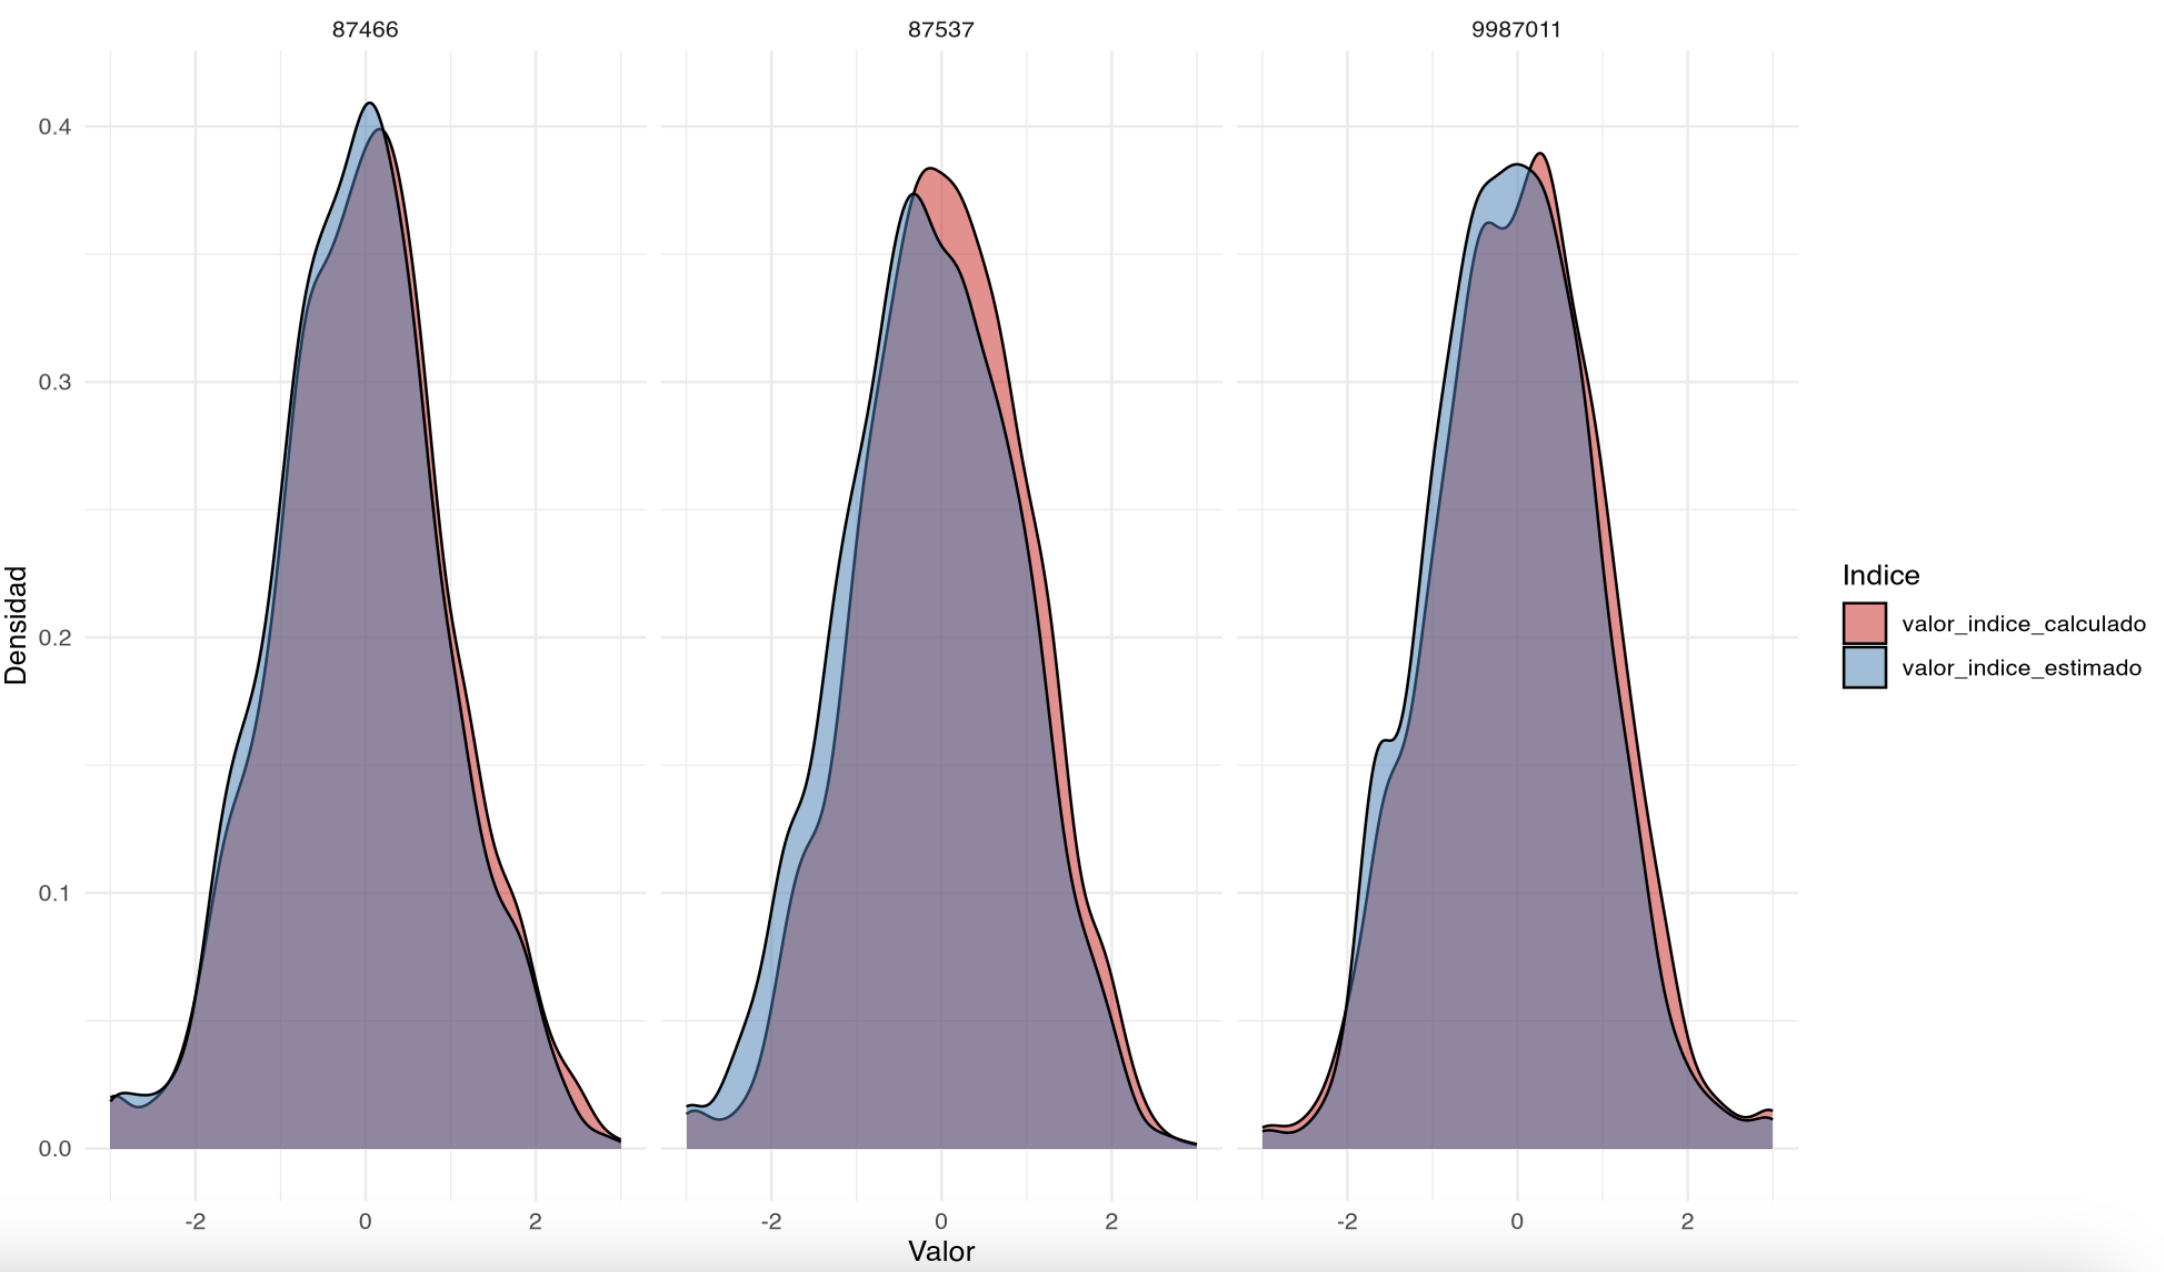 87466 87537 9987011
0.4
0.3
0.2
0.1
0.0
Densidad
-2 0 2 -2 0 2 -2 0 2
Valor
Indice
valor_indice_calculado
valor_indice_estimado